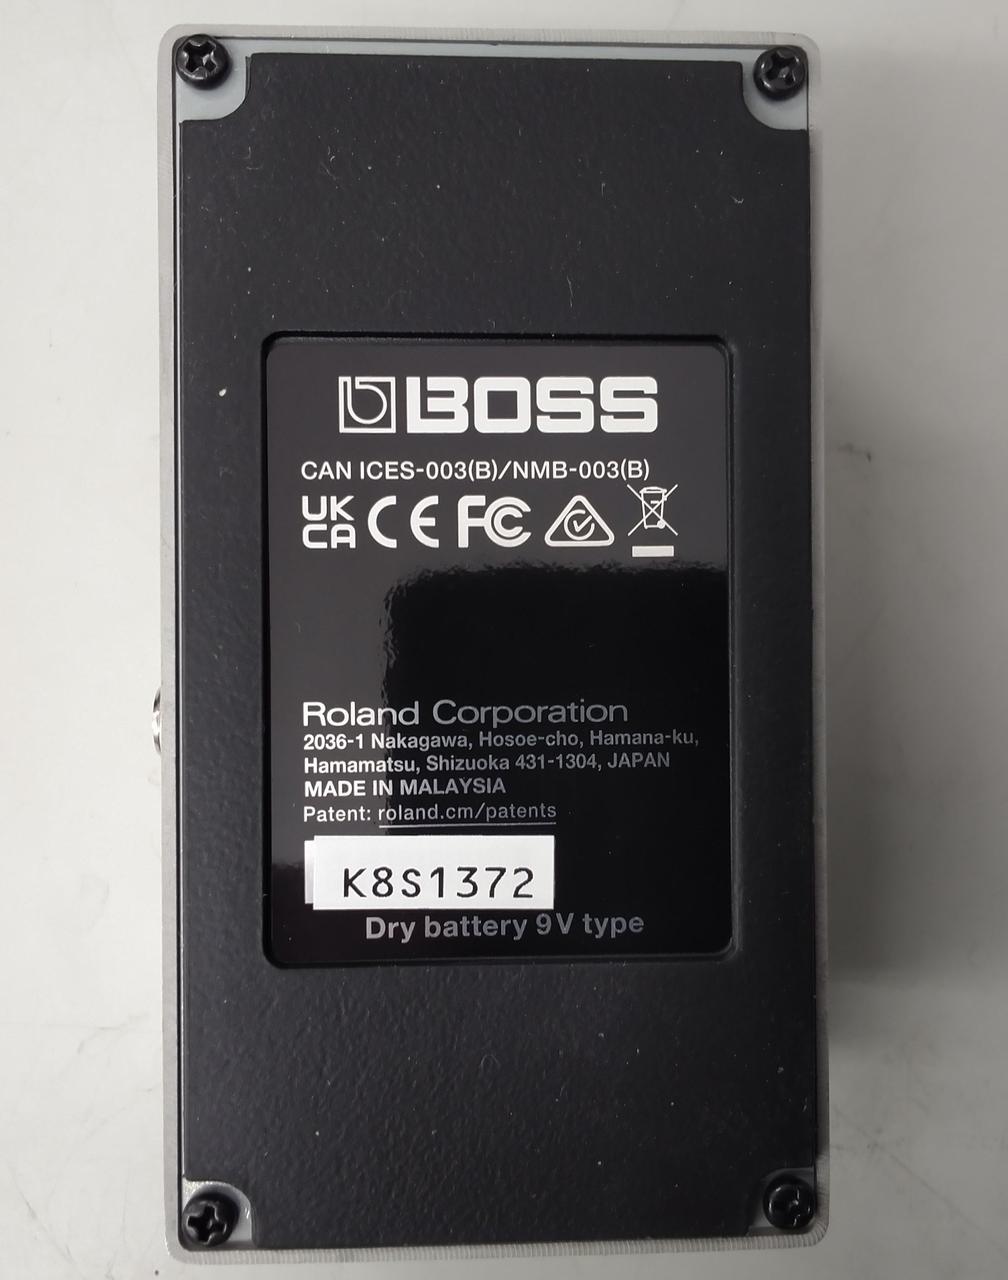 BOSS
CAN ICES-003(B)/NMB-003(B)
UK
CA CE FC
Roland Corporation
2036-1 Nakagawa, Hosoe-cho, Hamana-ku,
Hamamatsu, Shizuoka 431-1304, JAPAN
MADE IN MALAYSIA
Patent: roland.cm/patents
K8S1372
Dry battery 9V type